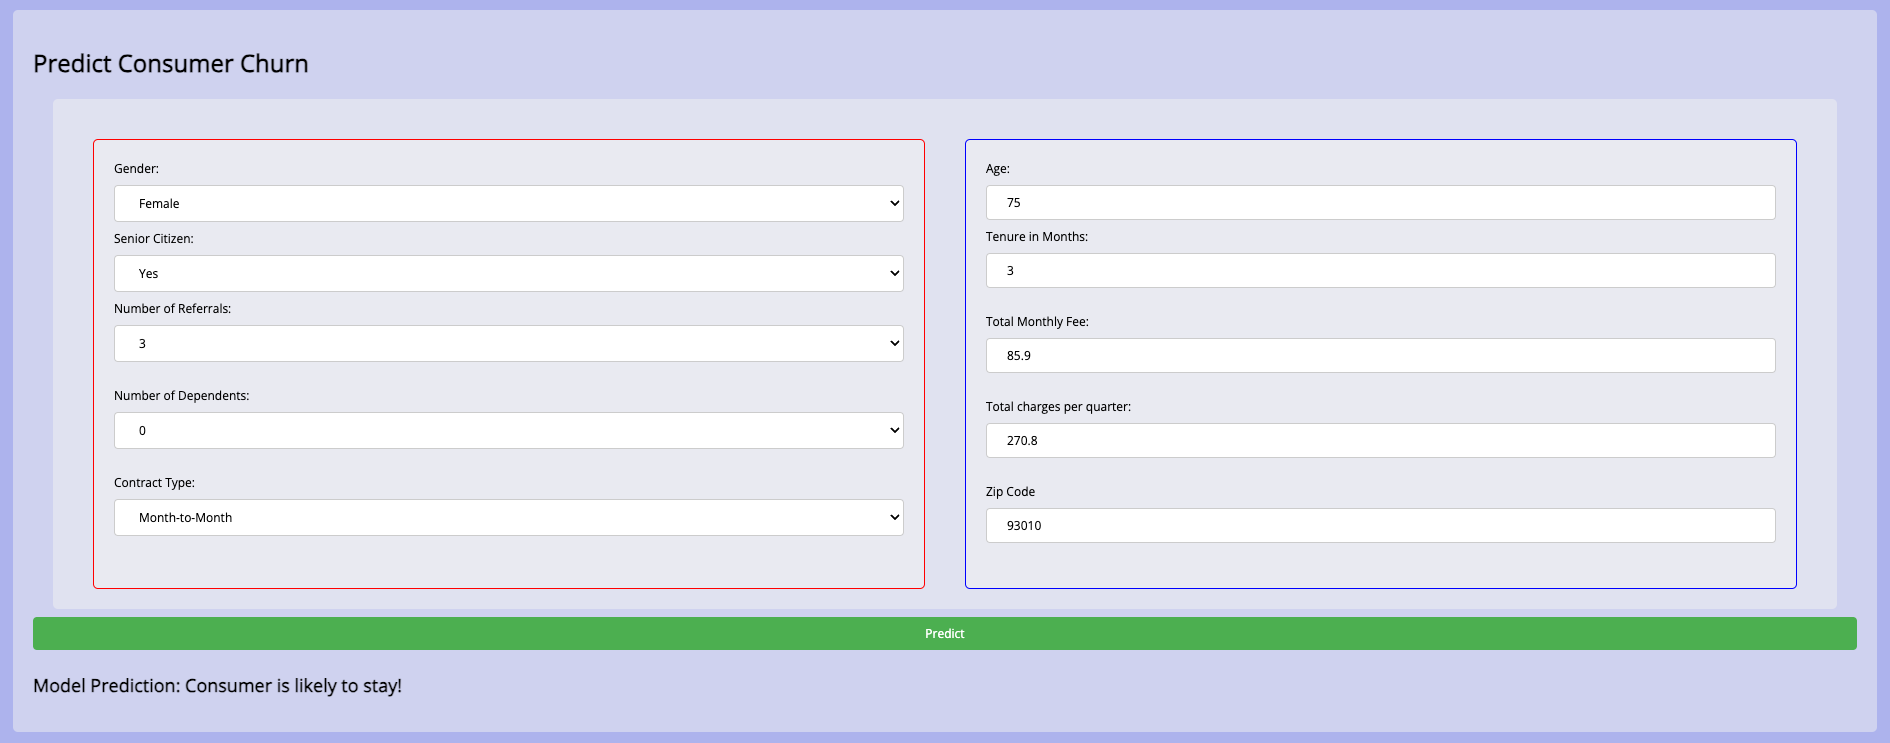 Predict Consumer Churn
Gender:
Female
Senior Citizen:
Yes
Number of Referrals:
3
Number of Dependents:
0
Contract Type:
Month-to-Month
Age:
75
Tenure in Months:
3
Total Monthly Fee:
85.9
Total charges per quarter:
270.8
Zip Code
93010
Predict
Model Prediction: Consumer is likely to stay!